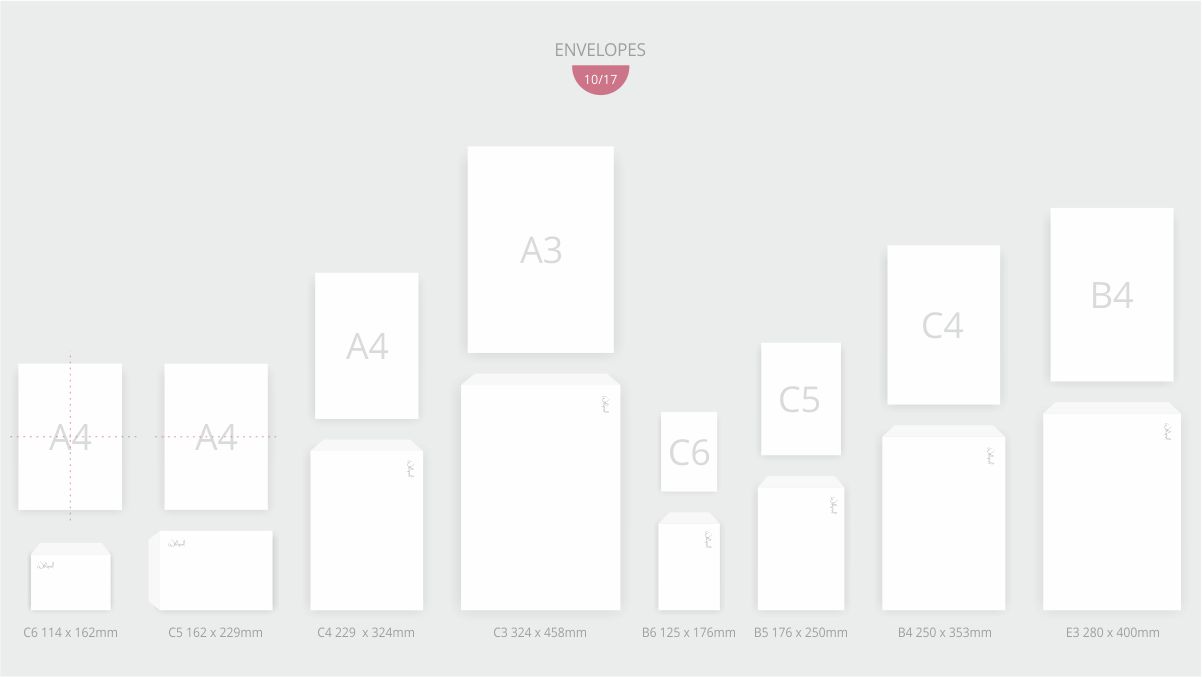 ENVELOPES
10/17
A4
A4
A4
A3
C6
C5
C4
B4
C6 114 x 162mm
C5 162 x 229mm
C4 229  x 324mm
C3 324 x 458mm
B6 125 x 176mm
B5 176 x 250mm
B4 250 x 353mm
E3 280 x 400mm